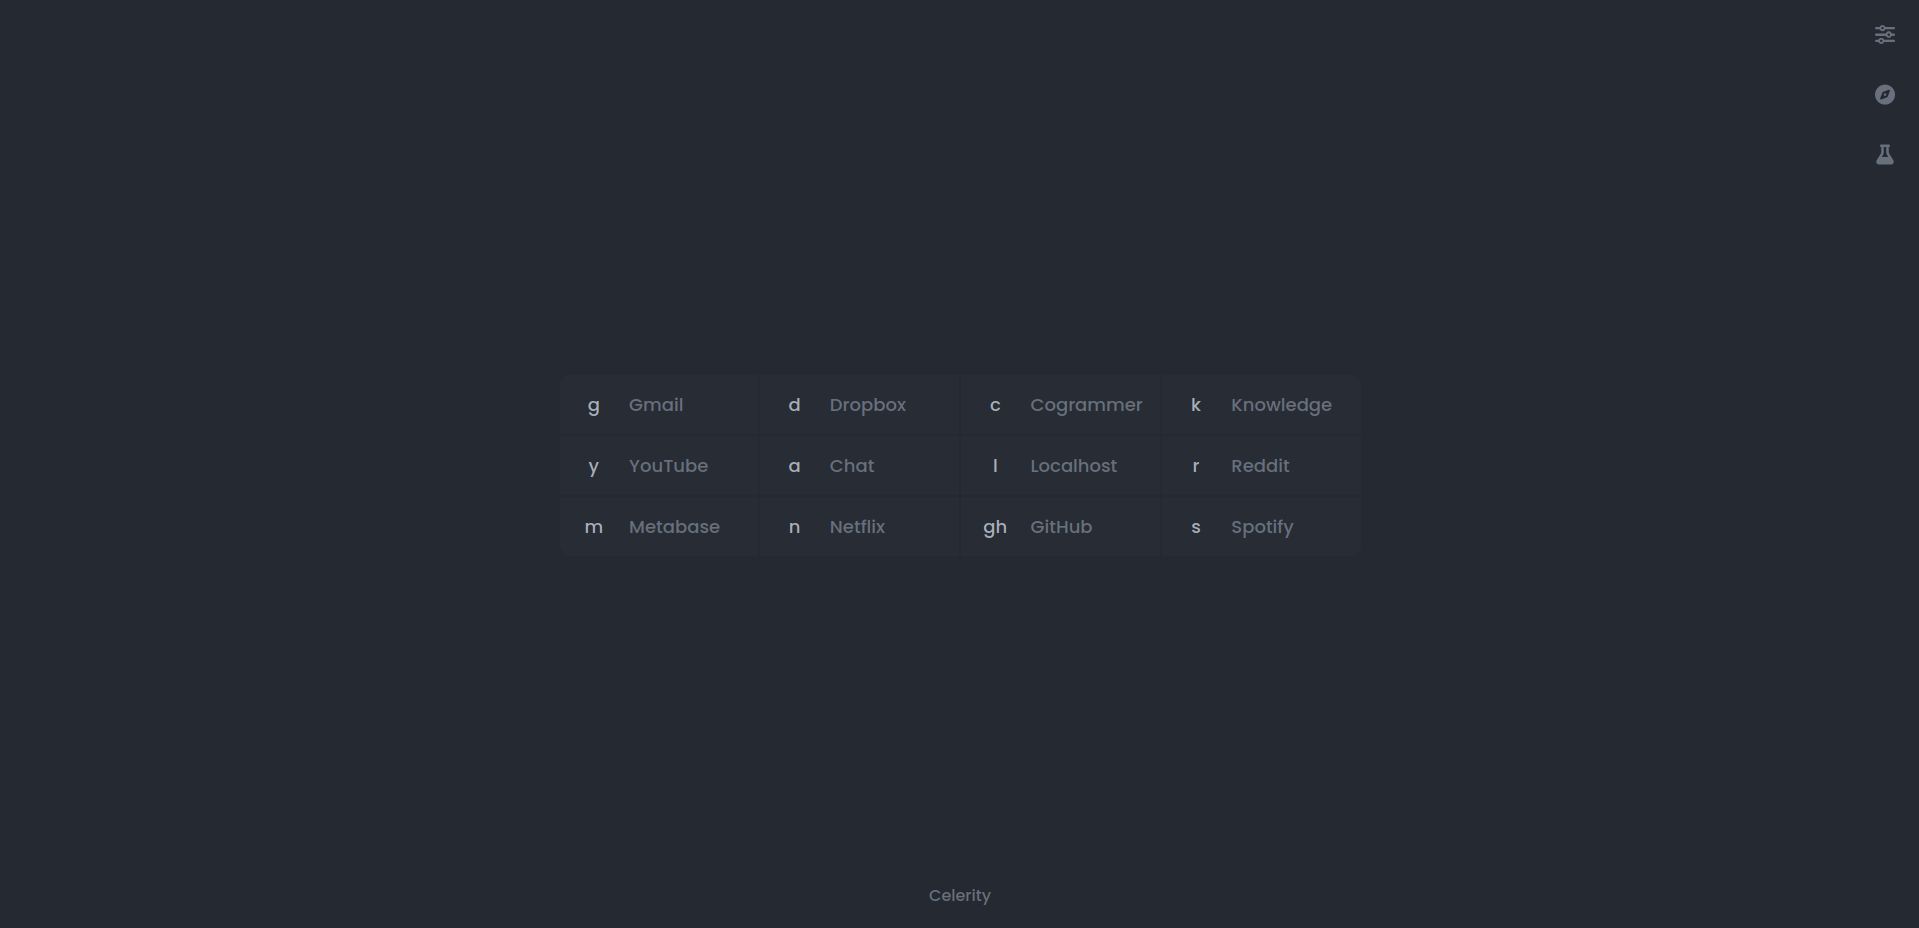 g Gmail d Dropbox c Cogrammer k Knowledge
y YouTube a Chat l Localhost r Reddit
m Metabase n Netflix gh GitHub s Spotify
Celerity